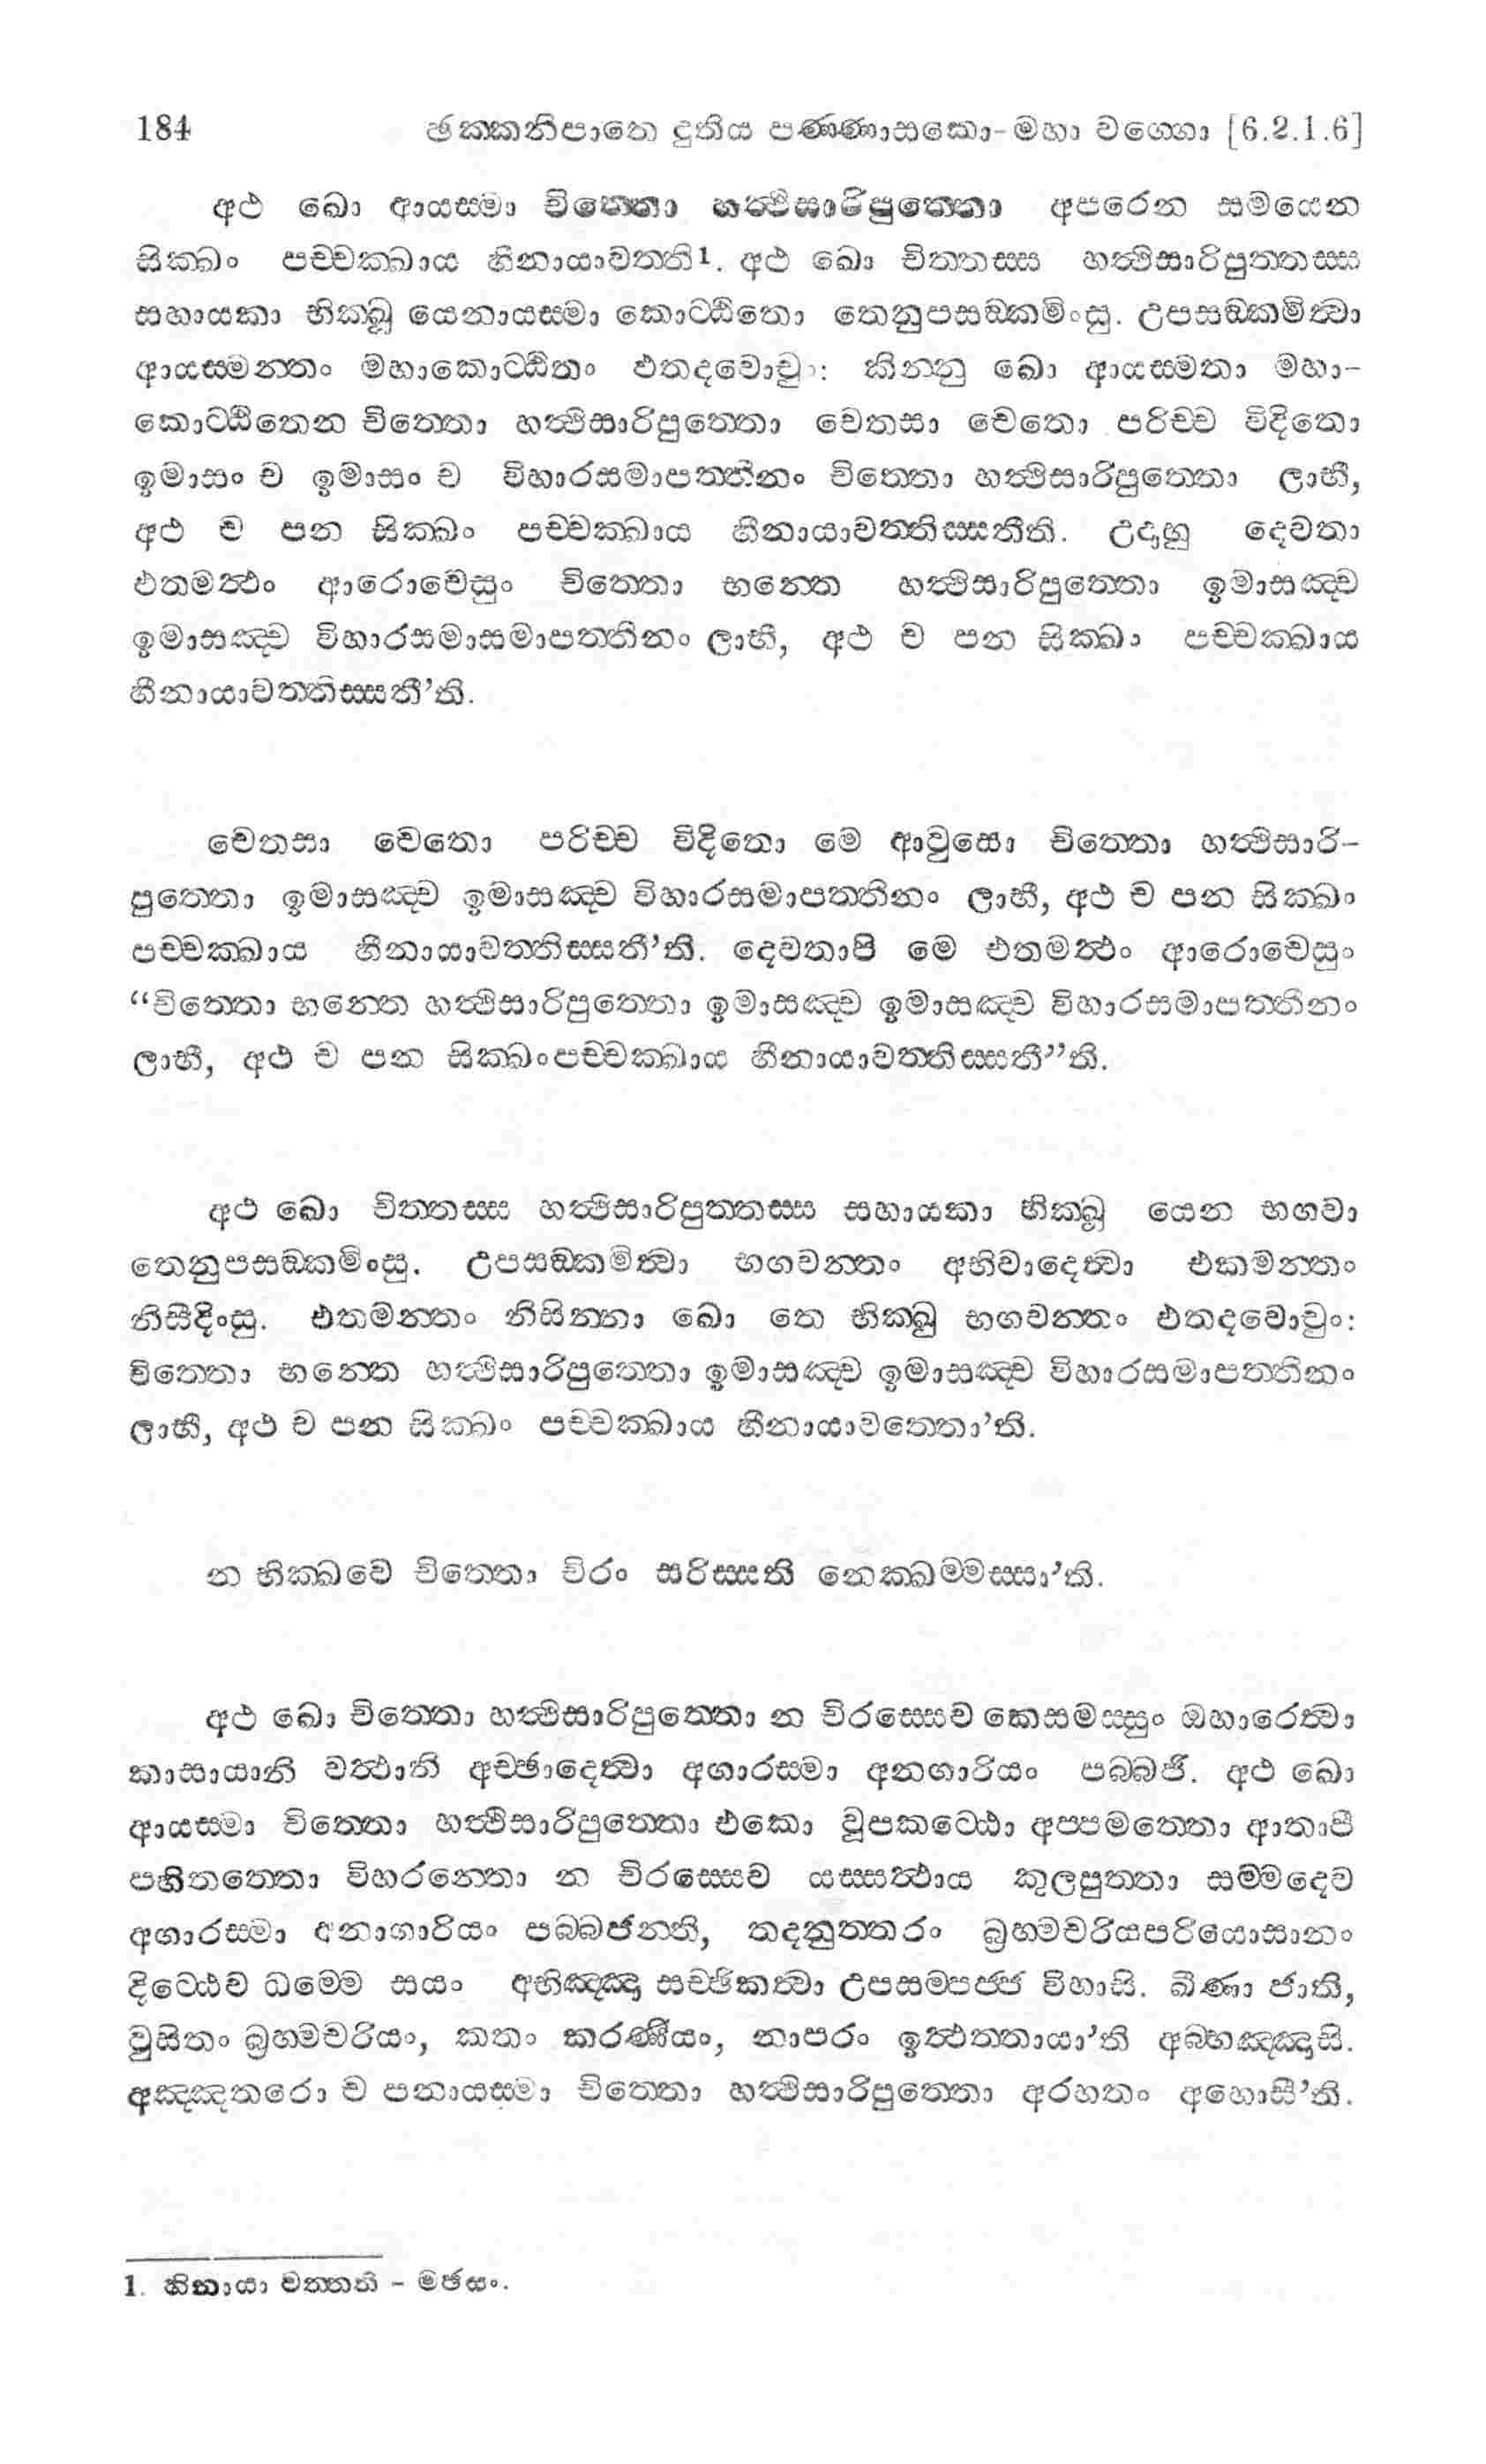 184 ඡක‍්කනිපාතෙ දුතිය පණ‍්ණාසකො- මහා වග‍්ගො [6.2.1.6]
අථ ඛො ආයස‍්මා චිත‍්තො හත්‍ථිසාරිපුත‍්තො අපරෙන සමයෙන
සික‍්ඛං පච‍්චක‍්ඛාය හීනායාවත‍්තති1. අථ ඛො චිත‍්තස‍්ස හත්‍ථිසාරිපුත‍්තස‍්ස
සහායකා භික‍්ඛූ යෙනායස‍්මා කොට‍්ඨිතො තෙනුපසඞ‍්කමිංසු. උපසඞ‍්කමිත්‍වා
ආයස‍්මන‍්තං මහාකොට‍්ඨිතං එතදවොචුං: කින‍්නු ඛො ආයස‍්මතා මහා-
කොට‍්ඨිතෙන චිත‍්තො හත්‍ථිසාරිපුත‍්තො චෙතසා චෙතො පරිච‍්ච විදිතො
ඉමාසං ච ඉමාසං ච විහාරසමාපත‍්තීනං චිත‍්තො හත්‍ථිසාරිපුත‍්තො ලාභී,
අථ ච පන සික‍්ඛං පච‍්චක‍්ඛාය හීනායාවත‍්තිස‍්සතීති. උදාහු දෙවතා
එතමත්‍ථං ආරොචෙසුං චිත‍්තො භන‍්තෙ හත්‍ථිසාරිපුත‍්තො ඉමාසඤ‍්ච
ඉමාසඤ‍්ච විහාරසමාසමාපත‍්තීනං ලාභී, අථ ච පන සික‍්ඛා පච‍්චක‍්ඛාය
හීනායාවත‍්තිස‍්සතී’ති.
චෙතසා චෙතො පරිච‍්ච විදිතො මෙ ආවුසො චිත‍්තො හත්‍ථිසාරි-
පුත‍්තො ඉමාසඤ‍්ච ඉමාසඤ‍්ච විහාරසමාපත‍්තීනං ලාභී, අථ ච පන සික‍්ඛං
පච‍්චක‍්ඛාය හීනායාවත‍්තිස‍්සතී’ති. දෙවතාපි මෙ එතමත්‍ථං ආරොචෙසුං
“චිත‍්තො භන‍්තෙ හත්‍ථිසාරිපුත‍්තො ඉමාසඤ‍්ච ඉමාසඤ‍්ච විහාරසමාපත‍්තීනං
ලාභී, අථ ච පන සික‍්ඛංපච‍්චක‍්ඛාය හීනායාවත‍්තිස‍්සතී”ති.
අථ ඛො චිත‍්තස‍්ස හත්‍ථිසාරිපුත‍්තස‍්ස සහායකා භික‍්ඛූ යෙන භගවා
තෙනුපසඞ‍්කමිංසු. උපසඞ‍්කමිත්‍වා භගවන‍්තං අභිවාදෙත්‍වා එකමන‍්තං
නිසීදිංසු. එතමන‍්තං නිසින‍්නා ඛො තෙ භික‍්ඛු භගවන‍්තං එතදවොචුං:
චිත‍්තො භන‍්තෙ හත්‍ථිසාරිපුත‍්තො ඉමාසඤ‍්ච ඉමාසඤ‍්ච විහාරසමාපත‍්තීනං
ලාභී, අථ ච පන සික‍්ඛං පච‍්චක‍්ඛාය හීනායාවත‍්තො’ති.
න භික‍්ඛවෙ චිත‍්තො චිරං සරිස‍්සති නෙක‍්ඛම‍්මස‍්සා’ති.
අථ ඛො චිත‍්තො හත්‍ථිසාරිපුත‍්තො න චිරස‍්සෙව කෙසමස‍්සුං ඔහාරෙත්‍වා
කාසායානි වත්‍ථානි අච‍්ඡාදෙත්‍වා අගාරස‍්මා අනගාරියං පබ‍්බජි. අථ ඛො
ආයස‍්මා චිත‍්තො හත්‍ථිසාරිපුත‍්තො එකො වූපකට‍්ඨො අප‍්පමත‍්තො ආතාපී
පහිතත‍්තො විහරන‍්තො න චිරස‍්සෙව යස‍්සත්‍ථාය කුලපුත‍්තා සම‍්මදෙව
අගාරස‍්මා අනාගාරියං පබ‍්බජන‍්ති, තදනුත‍්තරං බ්‍රහ‍්මචරියපරියොසානං
දිට‍්ඨෙව ධම‍්මෙ සයං අභිඤ‍්ඤා සච‍්ඡිකත්‍වා උපසම‍්පජ‍්ජ විහාසි. ඛීණා ජාති,
වුසිතං බ්‍රහ‍්මචරියං, කතං කරණීයං, නාපරං ඉත්‍ථත‍්තායා’ති අබ‍්භඤ‍්ඤාසි.
අඤ‍්ඤතරො ච පනායස‍්මා චිත‍්තො හත්‍ථිසාරිපුත‍්තො අරහතං අහොසී’ති.
1. හිනායා වත‍්තති - මජසං.